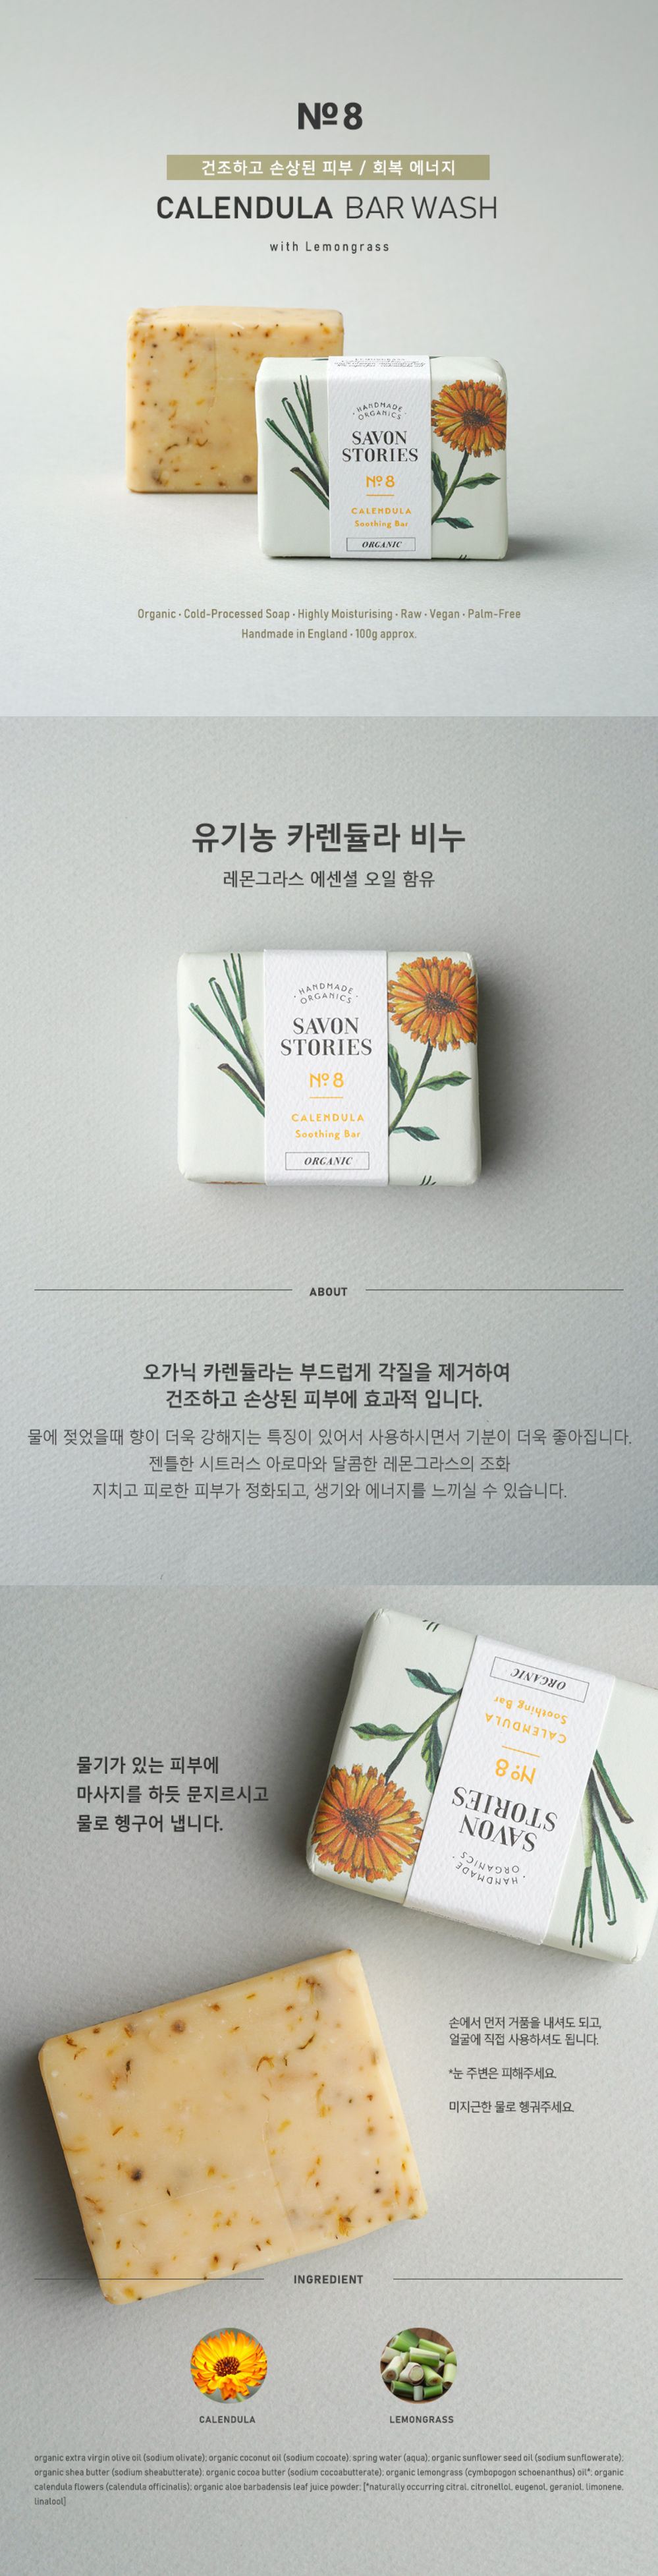 Nº 8
건조하고 손상된 피부 / 회복 에너지
CALENDULA BAR WASH
with Lemongrass
HANDMADE
ORGANICS
SAVON
STORIES
Nº 8
CALENDULA
Soothing Bar
ORGANIC
Organic · Cold-Processed Soap · Highly Moisturising · Raw · Vegan · Palm-Free
Handmade in England · 100g approx.
유기농 카렌듈라 비누
레몬그라스 에센셜 오일 함유
HANDMADE
ORGANICS
SAVON
STORIES
Nº 8
CALENDULA
Soothing Bar
ORGANIC
ABOUT
오가닉 카렌듈라는 부드럽게 각질을 제거하여
건조하고 손상된 피부에 효과적 입니다.
물에 젖었을때 향이 더욱 강해지는 특징이 있어서 사용하시면서 기분이 더욱 좋아집니다.
젠틀한 시트러스 아로마와 달콤한 레몬그라스의 조화
지치고 피로한 피부가 정화되고, 생기와 에너지를 느끼실 수 있습니다.
HANDMADE
ORGANICS
SAVON
STORIES
Nº 8
CALENDULA
Soothing Bar
ORGANIC
물기가 있는 피부에
마사지를 하듯 문지르시고
물로 헹구어 냅니다.
손에서 먼저 거품을 내셔도 되고,
얼굴에 직접 사용하셔도 됩니다.
*눈 주변은 피해주세요.
미지근한 물로 헹궈주세요.
INGREDIENT
CALENDULA
LEMONGRASS
organic extra virgin olive oil (sodium olivate); organic coconut oil (sodium cocoate); spring water (aqua); organic sunflower seed oil (sodium sunflowerate);
organic shea butter (sodium sheabutterate); organic cocoa butter (sodium cocoabutterate); organic lemongrass (cymbopogon schoenanthus) oil*; organic
calendula flowers (calendula officinalis); organic aloe barbadensis leaf juice powder; [*naturally occurring citral, citronellol, eugenol, geraniol, limonene,
linalool]